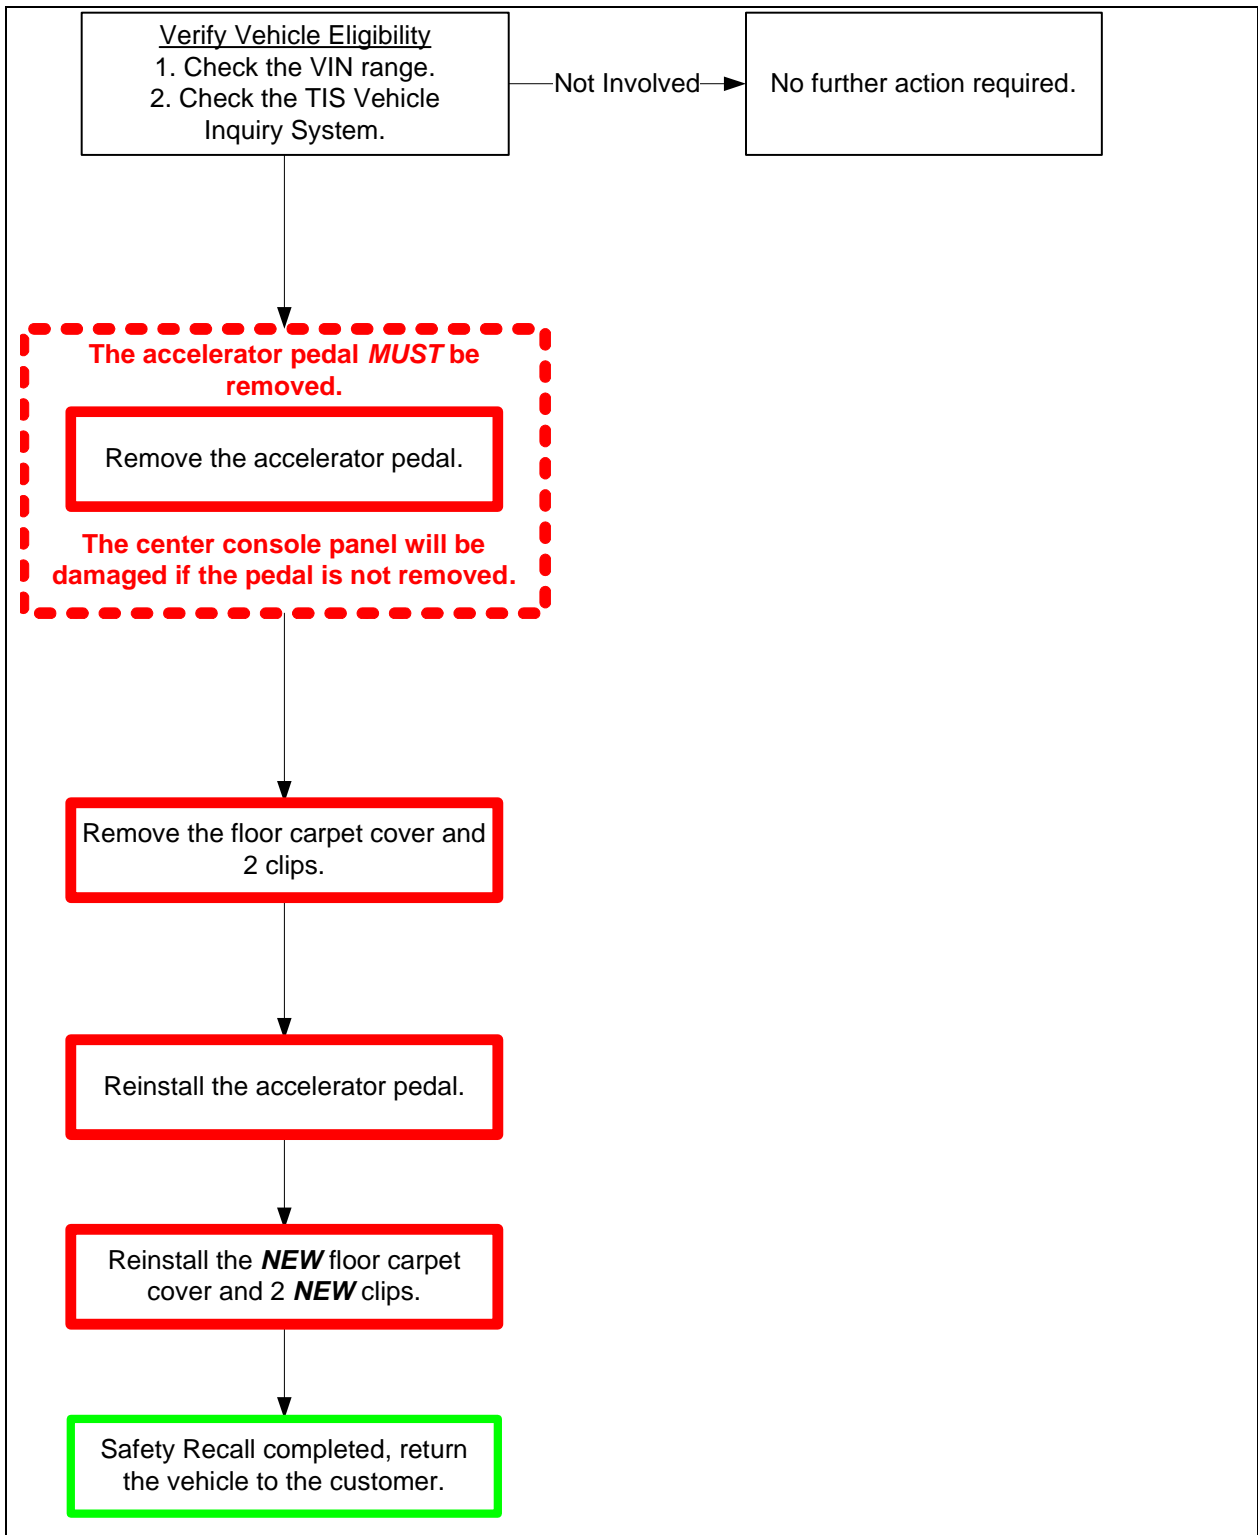 Verify Vehicle Eligibility
1. Check the VIN range.
2. Check the TIS Vehicle
Inquiry System.
Not Involved
No further action required.
The accelerator pedal MUST be
removed.
Remove the accelerator pedal.
The center console panel will be
damaged if the pedal is not removed.
Remove the floor carpet cover and
2 clips.
Reinstall the accelerator pedal.
Reinstall the NEW floor carpet
cover and 2 NEW clips.
Safety Recall completed, return
the vehicle to the customer.